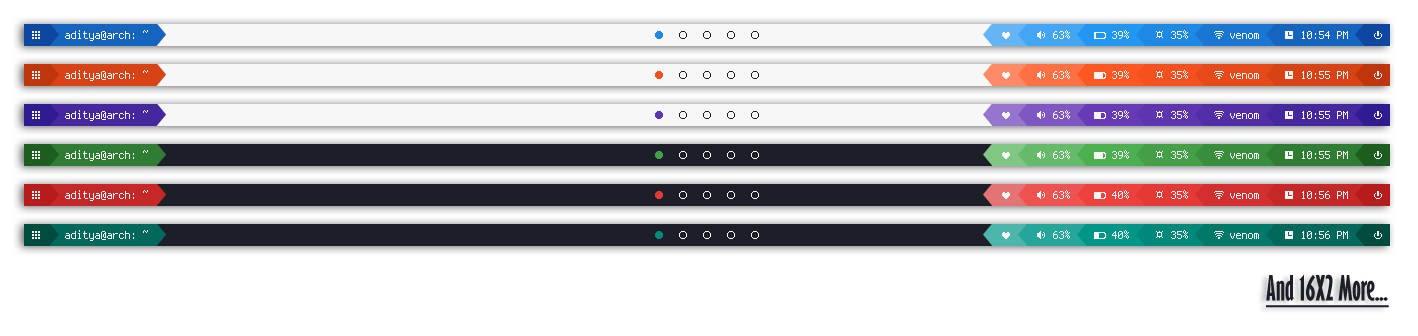 aditya@arch: ~ 63% 39% 35% venom 10:54 PM
aditya@arch: ~ 63% 39% 35% venom 10:55 PM
aditya@arch: ~ 63% 39% 35% venom 10:55 PM
aditya@arch: ~ 63% 39% 35% venom 10:55 PM
aditya@arch: ~ 63% 40% 35% venom 10:56 PM
aditya@arch: ~ 63% 40% 35% venom 10:56 PM
And 16X2 More...